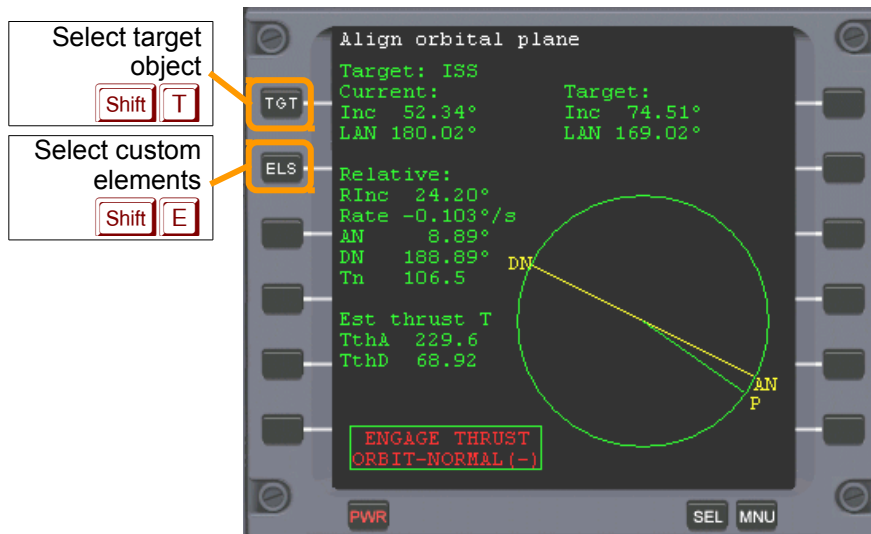 Select target
object
Shift T
Select custom
elements
Shift E
TGT
ELS
Align orbital plane
Target: ISS
Current: Target:
Inc 52.34° Inc 74.51°
LAN 180.02° LAN 169.02°
Relative:
RInc 24.20°
Rate -0.103°/s
AN 8.89°
DN 188.89°
Tn 106.5
Est thrust T
TthA 229.6
TthD 68.92
DN
AN
P
ENGAGE THRUST
ORBIT-NORMAL(-)
PWR SEL MNU